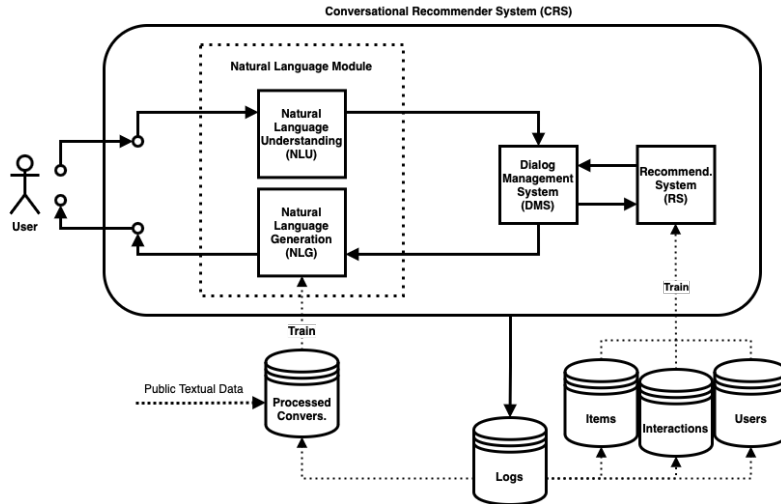 Conversational Recommender System (CRS)
Natural Language Module
Natural
Language
Understanding
(NLU)
Natural
Language
Generation
(NLG)
Dialog
Management
System
(DMS)
Recommend.
System
(RS)
User
Train
Train
Public Textual Data
Processed
Convers.
Logs
Items
Interactions
Users